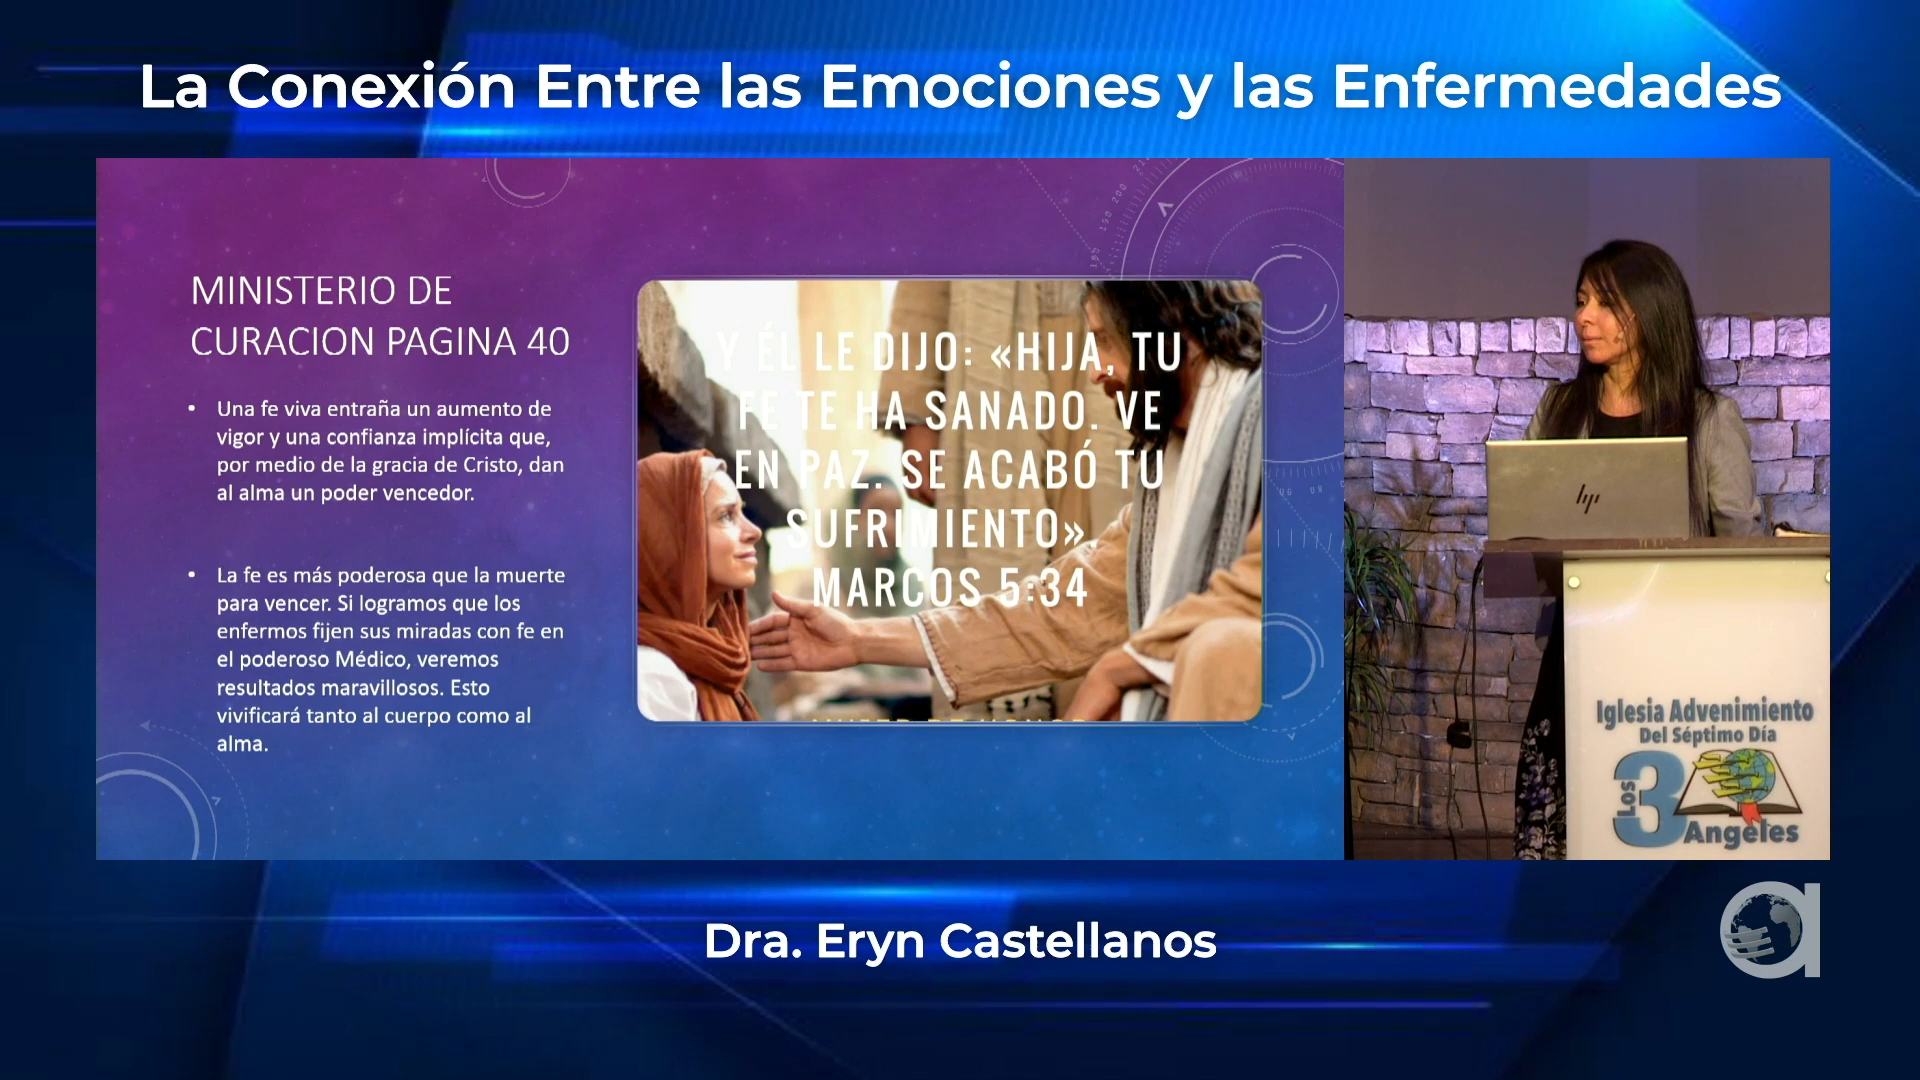 La Conexión Entre las Emociones y las Enfermedades
MINISTERIO DE
CURACION PAGINA 40
• Una fe viva entraña un aumento de
vigor y una confianza implícita que,
por medio de la gracia de Cristo, dan
al alma un poder vencedor.
• La fe es más poderosa que la muerte
para vencer. Si logramos que los
enfermos fijen sus miradas con fe en
el poderoso Médico, veremos
resultados maravillosos. Esto
vivificará tanto al cuerpo como al
alma.
Y ÉL LE DIJO: «HIJA, TU
FE TE HA SANADO. VE
EN PAZ. SE ACABÓ TU
SUFRIMIENTO».
MARCOS 5:34
hp
Iglesia Advenimiento
Del Séptimo Día
Los 3
Angeles
Dra. Eryn Castellanos